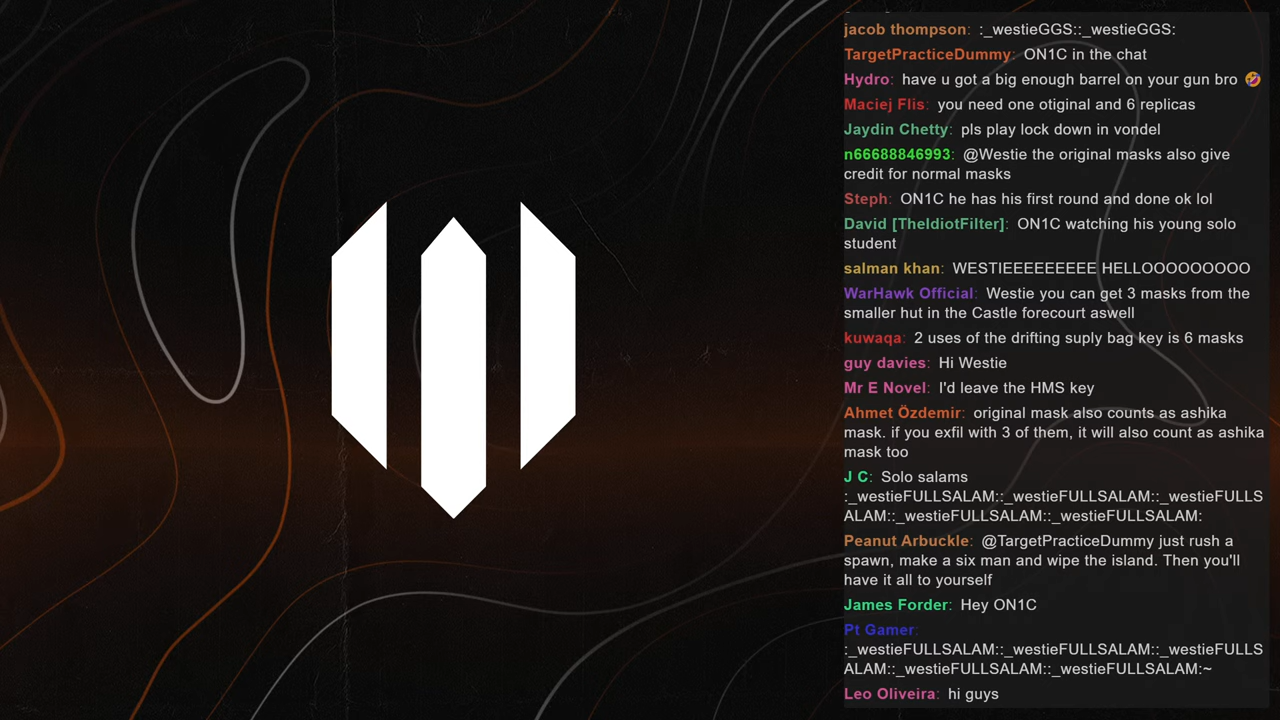 jacob thompson: :_westieGGS::_westieGGS:
TargetPracticeDummy: ON1C in the chat
Hydro: have u got a big enough barrel on your gun bro 🤣
Maciej Flis: you need one otiginal and 6 replicas
Jaydin Chetty: pls play lock down in vondel
n66688846993: @Westie the original masks also give
credit for normal masks
Steph: ON1C he has his first round and done ok lol
David [TheIdiotFilter]: ON1C watching his young solo
student
salman khan: WESTIEEEEEEEEE HELLOOOOOOOOO
WarHawk Official: Westie you can get 3 masks from the
smaller hut in the Castle forecourt aswell
kuwaqa: 2 uses of the drifting suply bag key is 6 masks
guy davies: Hi Westie
Mr E Novel: I'd leave the HMS key
Ahmet Özdemir: original mask also counts as ashika
mask. if you exfil with 3 of them, it will also count as ashika
mask too
J C: Solo salams
:_westieFULLSALAM::_westieFULLSALAM::_westieFULLS
ALAM::_westieFULLSALAM::_westieFULLSALAM:
Peanut Arbuckle: @TargetPracticeDummy just rush a
spawn, make a six man and wipe the island. Then you'll
have it all to yourself
James Forder: Hey ON1C
Pt Gamer:
:_westieFULLSALAM::_westieFULLSALAM::_westieFULLS
ALAM::_westieFULLSALAM::_westieFULLSALAM:~
Leo Oliveira: hi guys